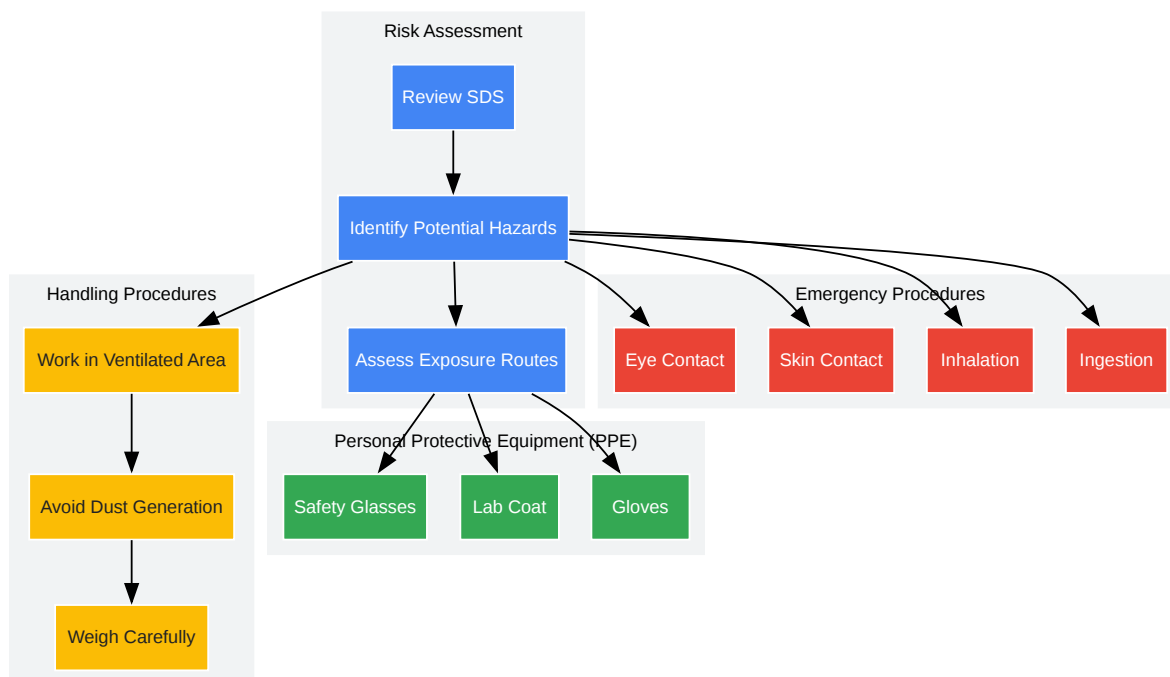 Risk Assessment
Review SDS
Identify Potential Hazards
Handling Procedures
Emergency Procedures
Work in Ventilated Area
Assess Exposure Routes
Eye Contact
Skin Contact
Inhalation
Ingestion
Personal Protective Equipment (PPE)
Avoid Dust Generation
Safety Glasses
Lab Coat
Gloves
Weigh Carefully